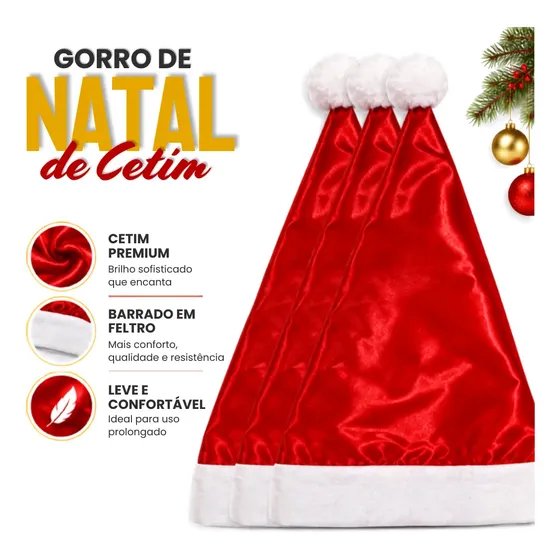 GORRO DE
NATAL
de Cetim
CETIM
PREMIUM
Brilho sofisticado
que encanta
BARRADO EM
FELTRO
Mais conforto,
qualidade e resistência
LEVE E
CONFORTÁVEL
Ideal para uso
prolongado